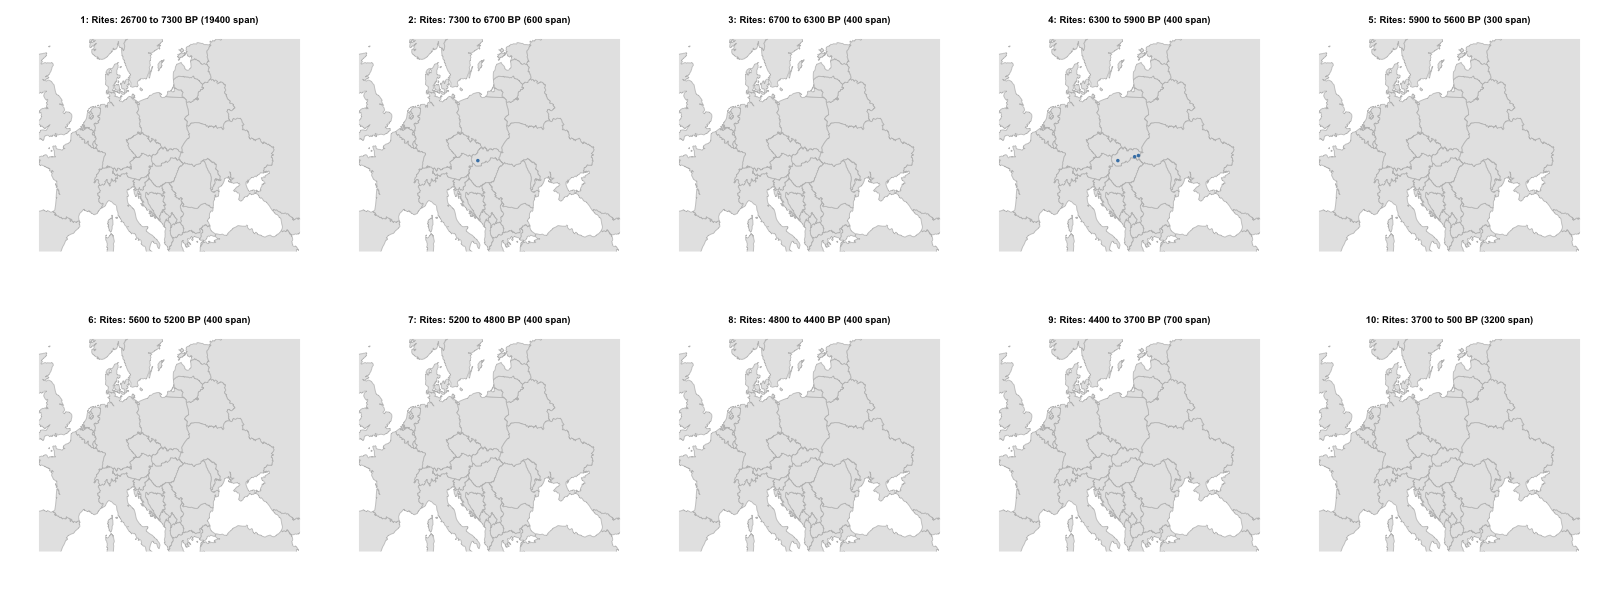 1: Rites: 26700 to 7300 BP (19400 span)
2: Rites: 7300 to 6700 BP (600 span)
3: Rites: 6700 to 6300 BP (400 span)
4: Rites: 6300 to 5900 BP (400 span)
5: Rites: 5900 to 5600 BP (300 span)
6: Rites: 5600 to 5200 BP (400 span)
7: Rites: 5200 to 4800 BP (400 span)
8: Rites: 4800 to 4400 BP (400 span)
9: Rites: 4400 to 3700 BP (700 span)
10: Rites: 3700 to 500 BP (3200 span)